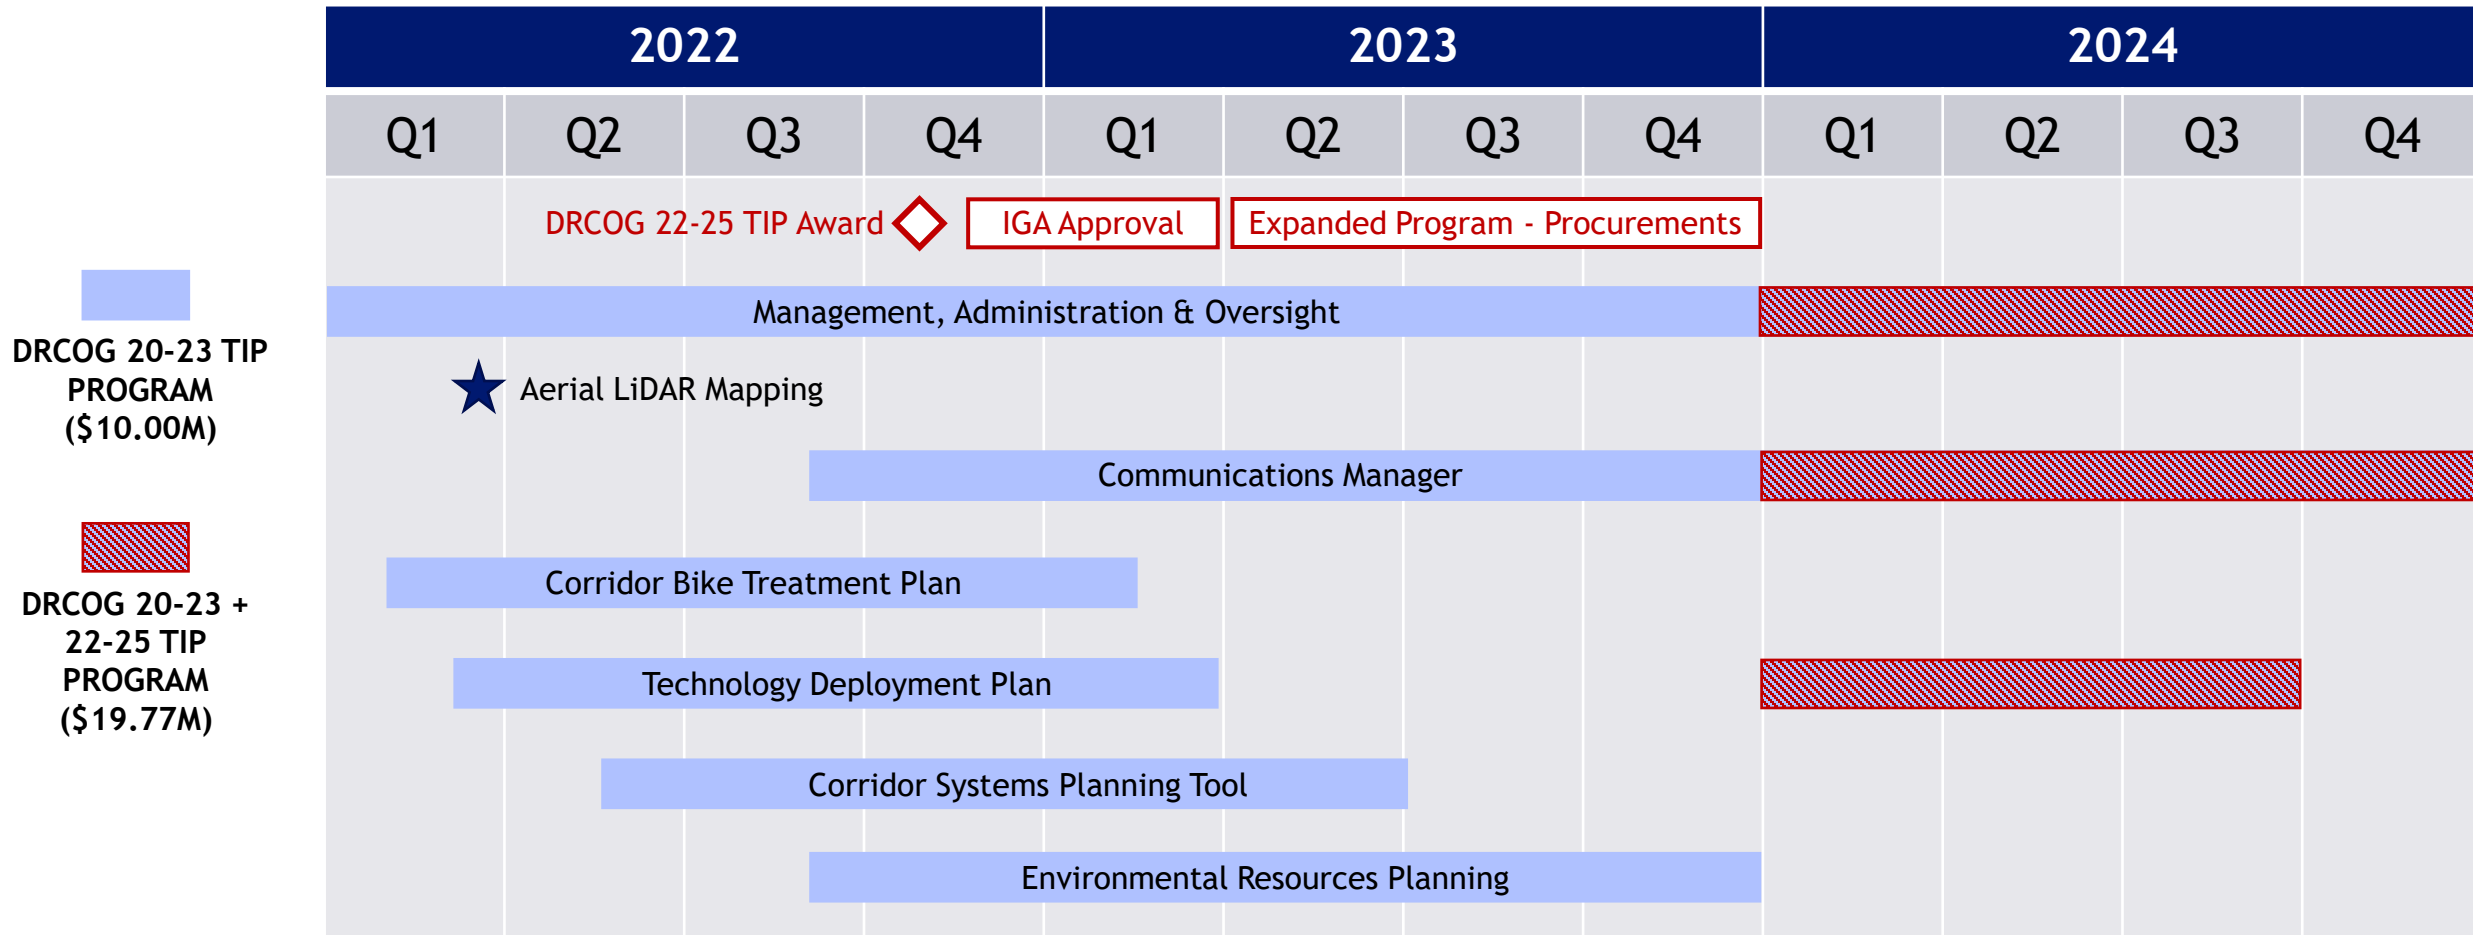 2022 2023 2024
Q1 Q2 Q3 Q4 Q1 Q2 Q3 Q4 Q1 Q2 Q3 Q4
DRCOG 22-25 TIP Award IGA Approval Expanded Program - Procurements
Management, Administration & Oversight
DRCOG 20-23 TIP
PROGRAM
($10.00M)
Aerial LiDAR Mapping
Communications Manager
Corridor Bike Treatment Plan
DRCOG 20-23 +
22-25 TIP
PROGRAM
($19.77M)
Technology Deployment Plan
Corridor Systems Planning Tool
Environmental Resources Planning